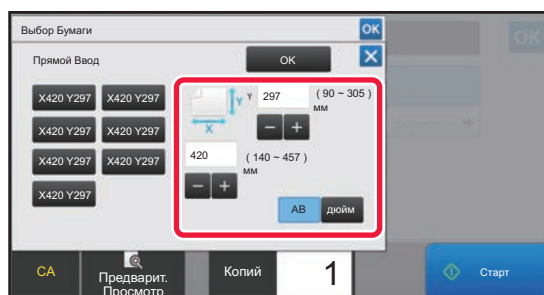 Выбор Бумаги
OK
OK
Прямой Ввод
OK
X420 Y297 X420 Y297
X420 Y297 X420 Y297
X420 Y297 X420 Y297
X420 Y297
Y Y 297 ( 90 ~ 305 )
мм
X
420 ( 140 ~ 457 )
мм
AB дюйм
CA
Предварит.
Просмотр
Копий
1
Старт